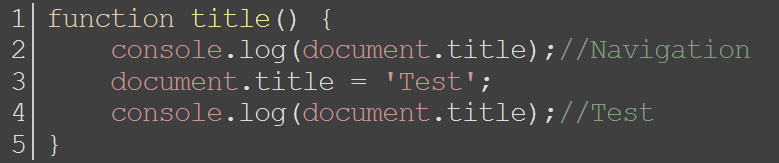 1 function title() {
2     console.log(document.title);//Navigation
3     document.title = 'Test';
4     console.log(document.title);//Test
5 }